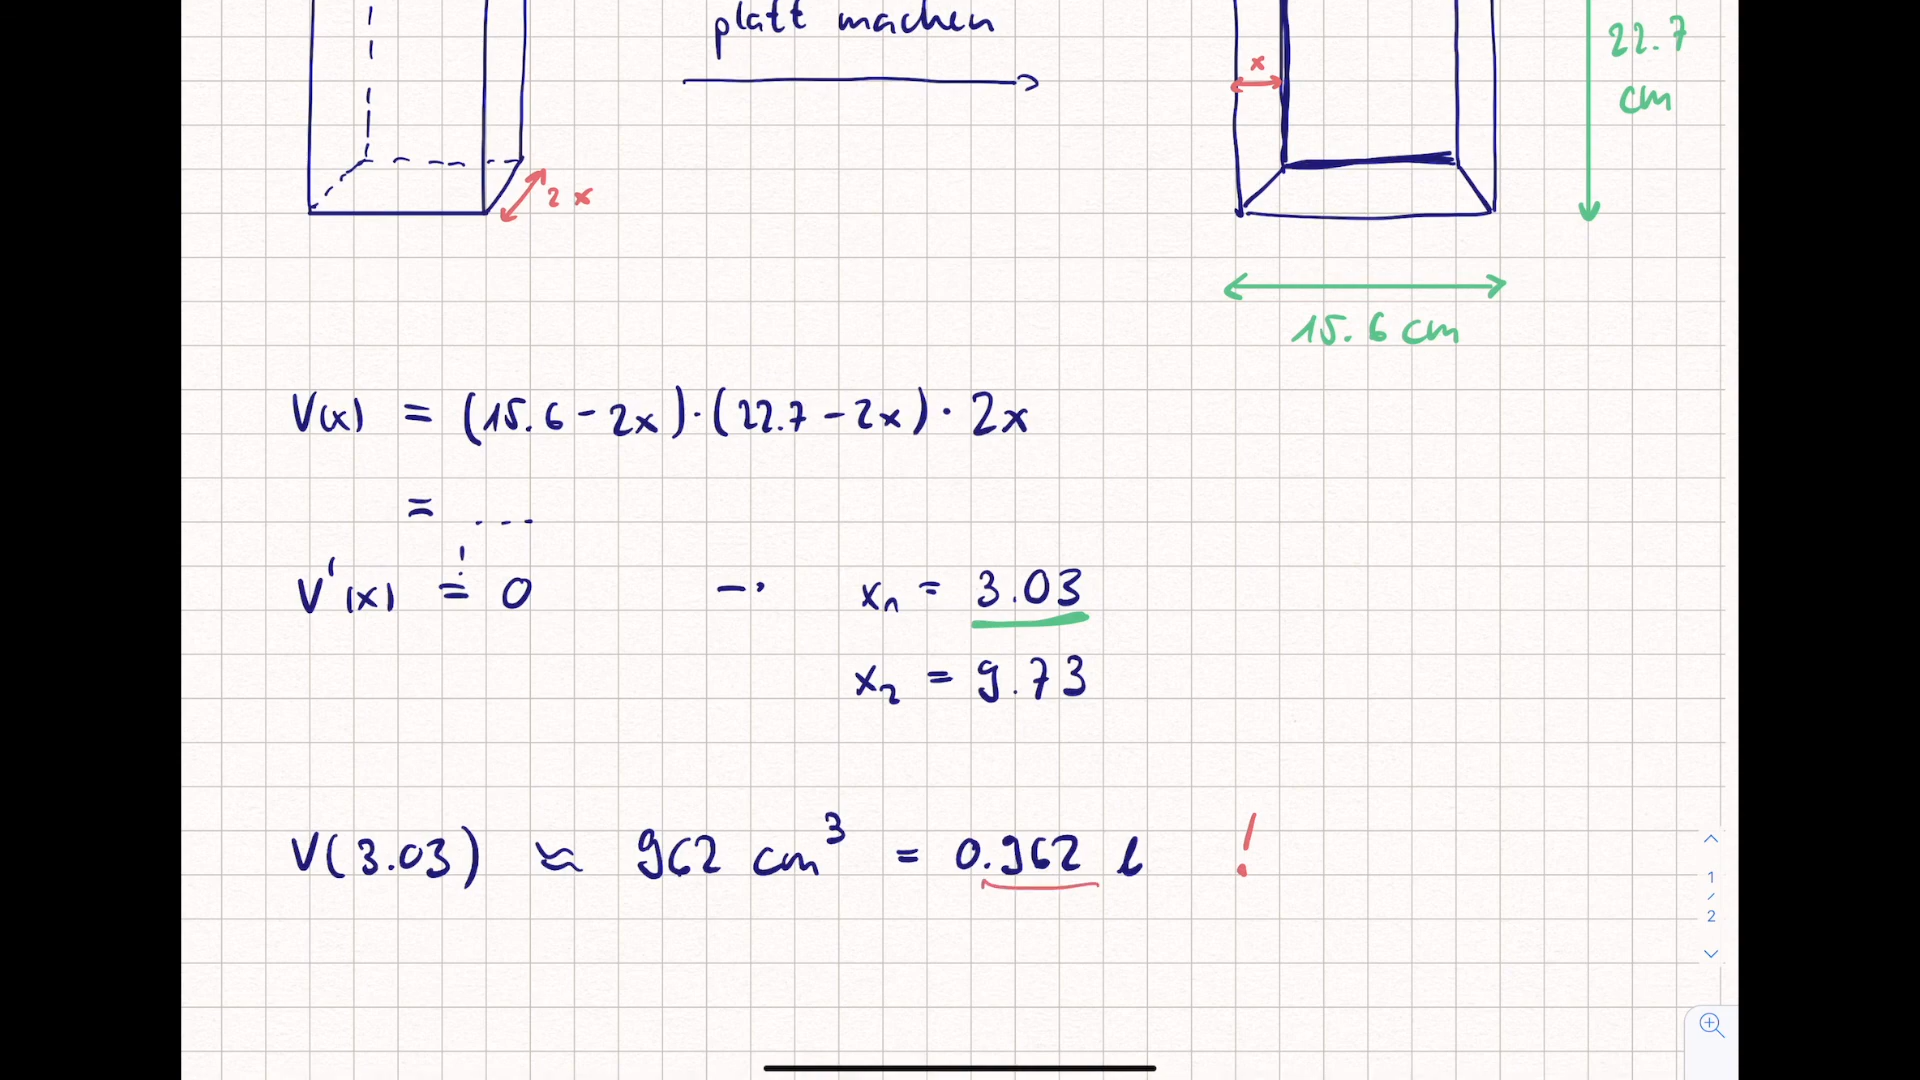 platt machen
22.7
cm
x
2 x
15.6 cm
V(x) = (15.6 - 2x) · (22.7 - 2x) · 2x
= ...
V'(x) = 0 → x₁ = 3.03
!
x₂ = 9.73
V(3.03) ≈ 962 cm³ = 0.962 l !
1
/
2